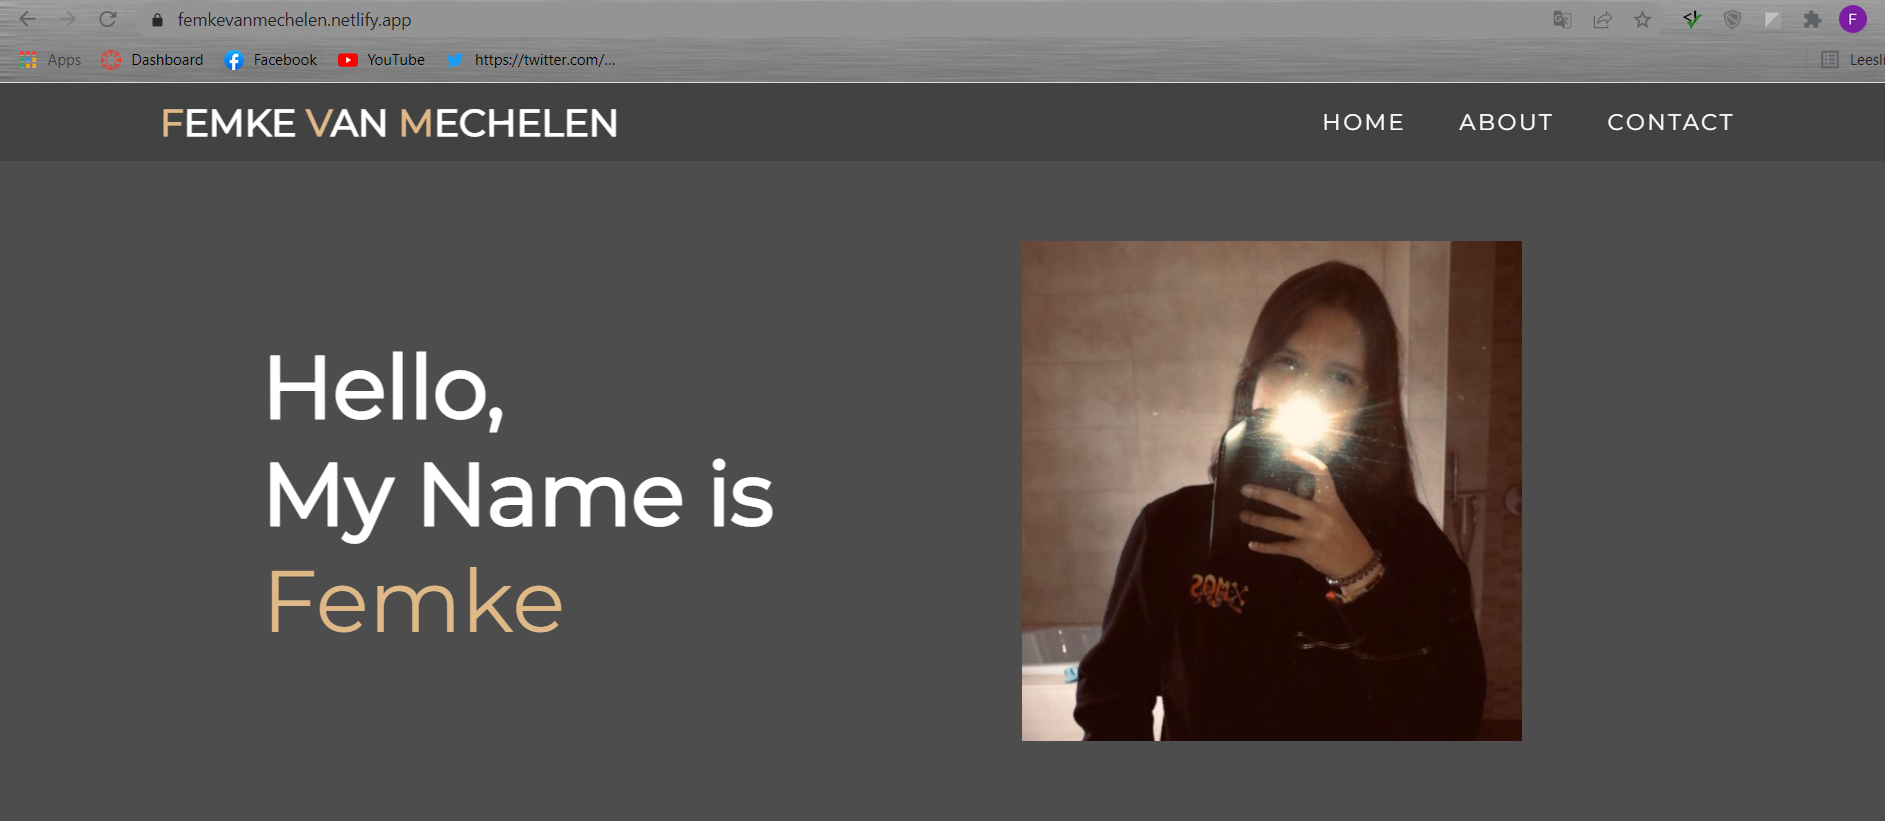 femkevanmechelen.netlify.app
Apps Dashboard Facebook YouTube https://twitter.com/... Leesli
FEMKE VAN MECHELEN HOME ABOUT CONTACT
Hello,
My Name is
Femke
F